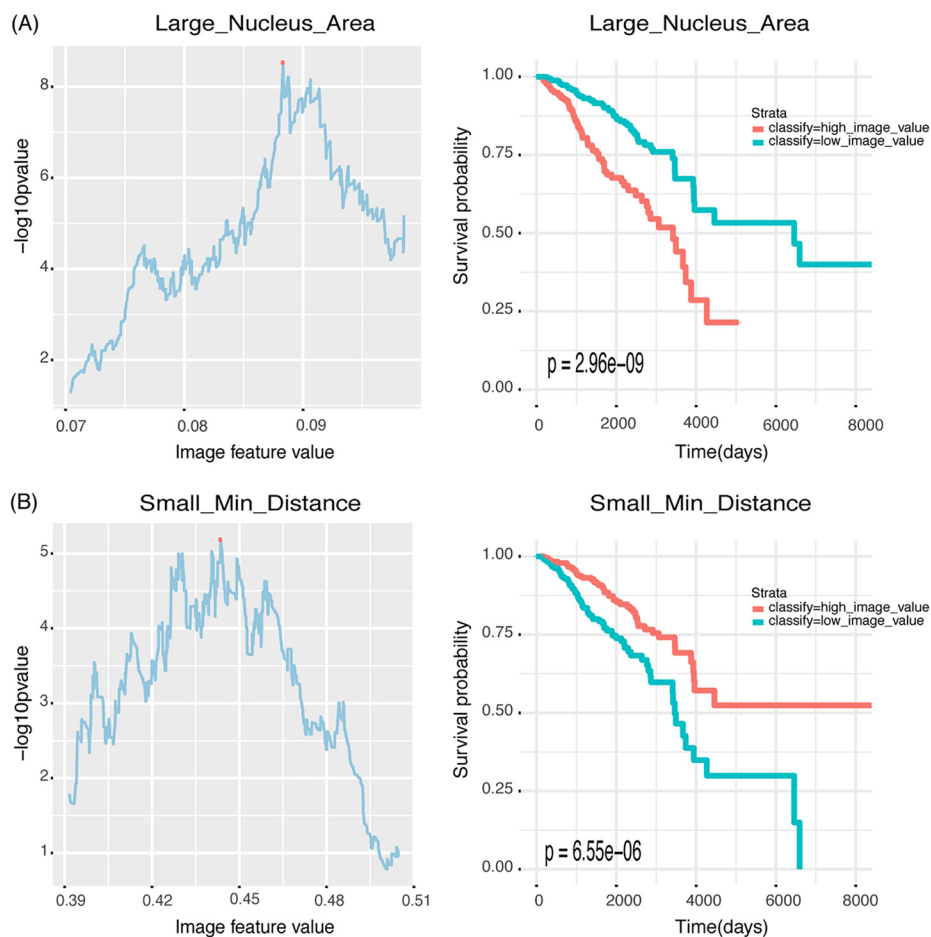 (A)
Large_Nucleus_Area
Large_Nucleus_Area
8
6
4
2
−log10pvalue
0.07
0.08
0.09
Image feature value
1.00
0.75
0.50
0.25
0.00
Survival probability
Strata
classify=high_image_value
classify=low_image_value
p = 2.96e−09
0
2000
4000
6000
8000
Time(days)
(B)
Small_Min_Distance
Small_Min_Distance
5
4
3
2
1
−log10pvalue
0.39
0.42
0.45
0.48
0.51
Image feature value
1.00
0.75
0.50
0.25
0.00
Survival probability
Strata
classify=high_image_value
classify=low_image_value
p = 6.55e−06
0
2000
4000
6000
8000
Time(days)